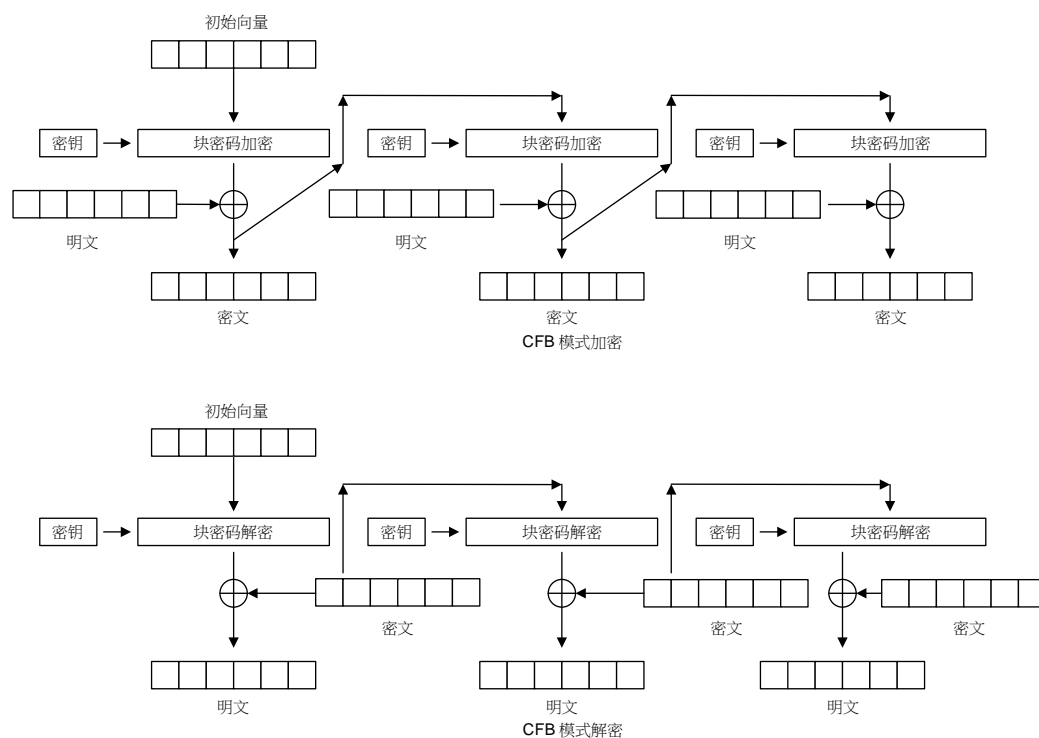 初始向量
密钥
块密码加密
密钥
块密码加密
密钥
块密码加密
明文
明文
明文
密文
密文
密文
CFB 模式加密
初始向量
密钥
块密码解密
密钥
块密码解密
密钥
块密码解密
密文
密文
密文
明文
明文
明文
CFB 模式解密